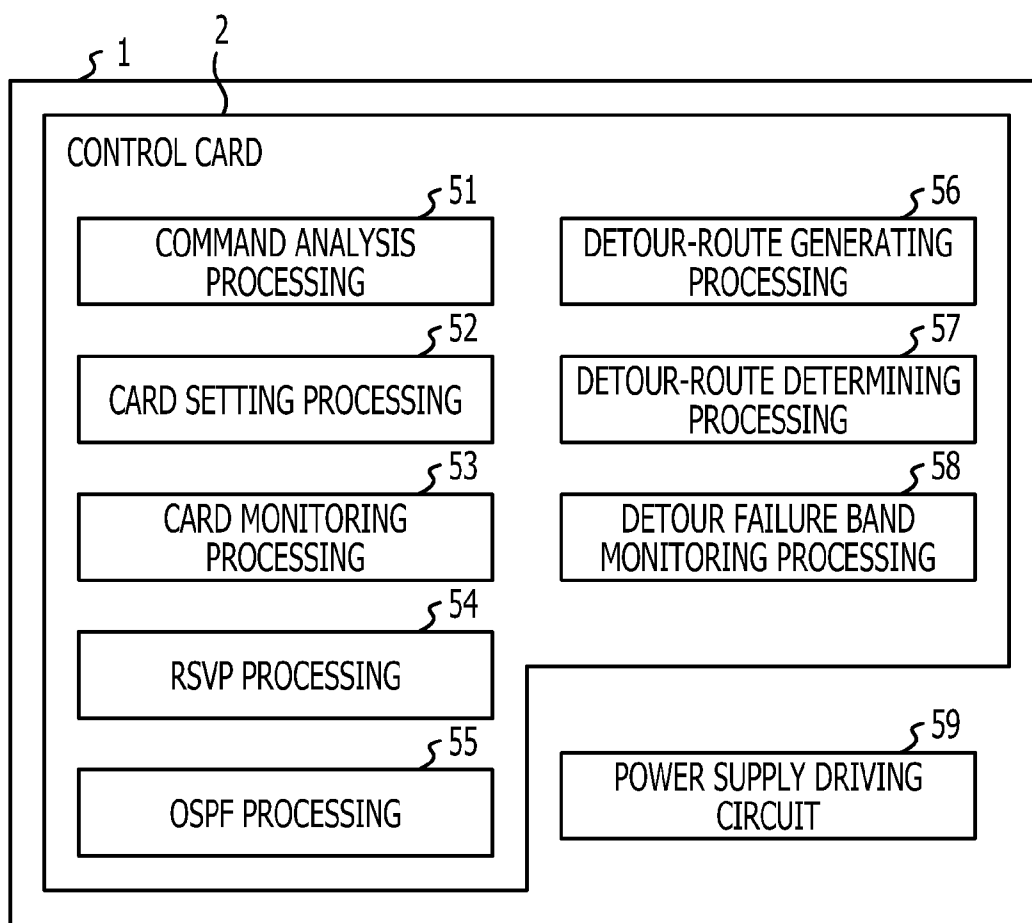 1
2
CONTROL CARD
51
COMMAND ANALYSIS
PROCESSING
52
CARD SETTING PROCESSING
53
CARD MONITORING
PROCESSING
54
RSVP PROCESSING
55
OSPF PROCESSING
56
DETOUR-ROUTE GENERATING
PROCESSING
57
DETOUR-ROUTE DETERMINING
PROCESSING
58
DETOUR FAILURE BAND
MONITORING PROCESSING
59
POWER SUPPLY DRIVING
CIRCUIT